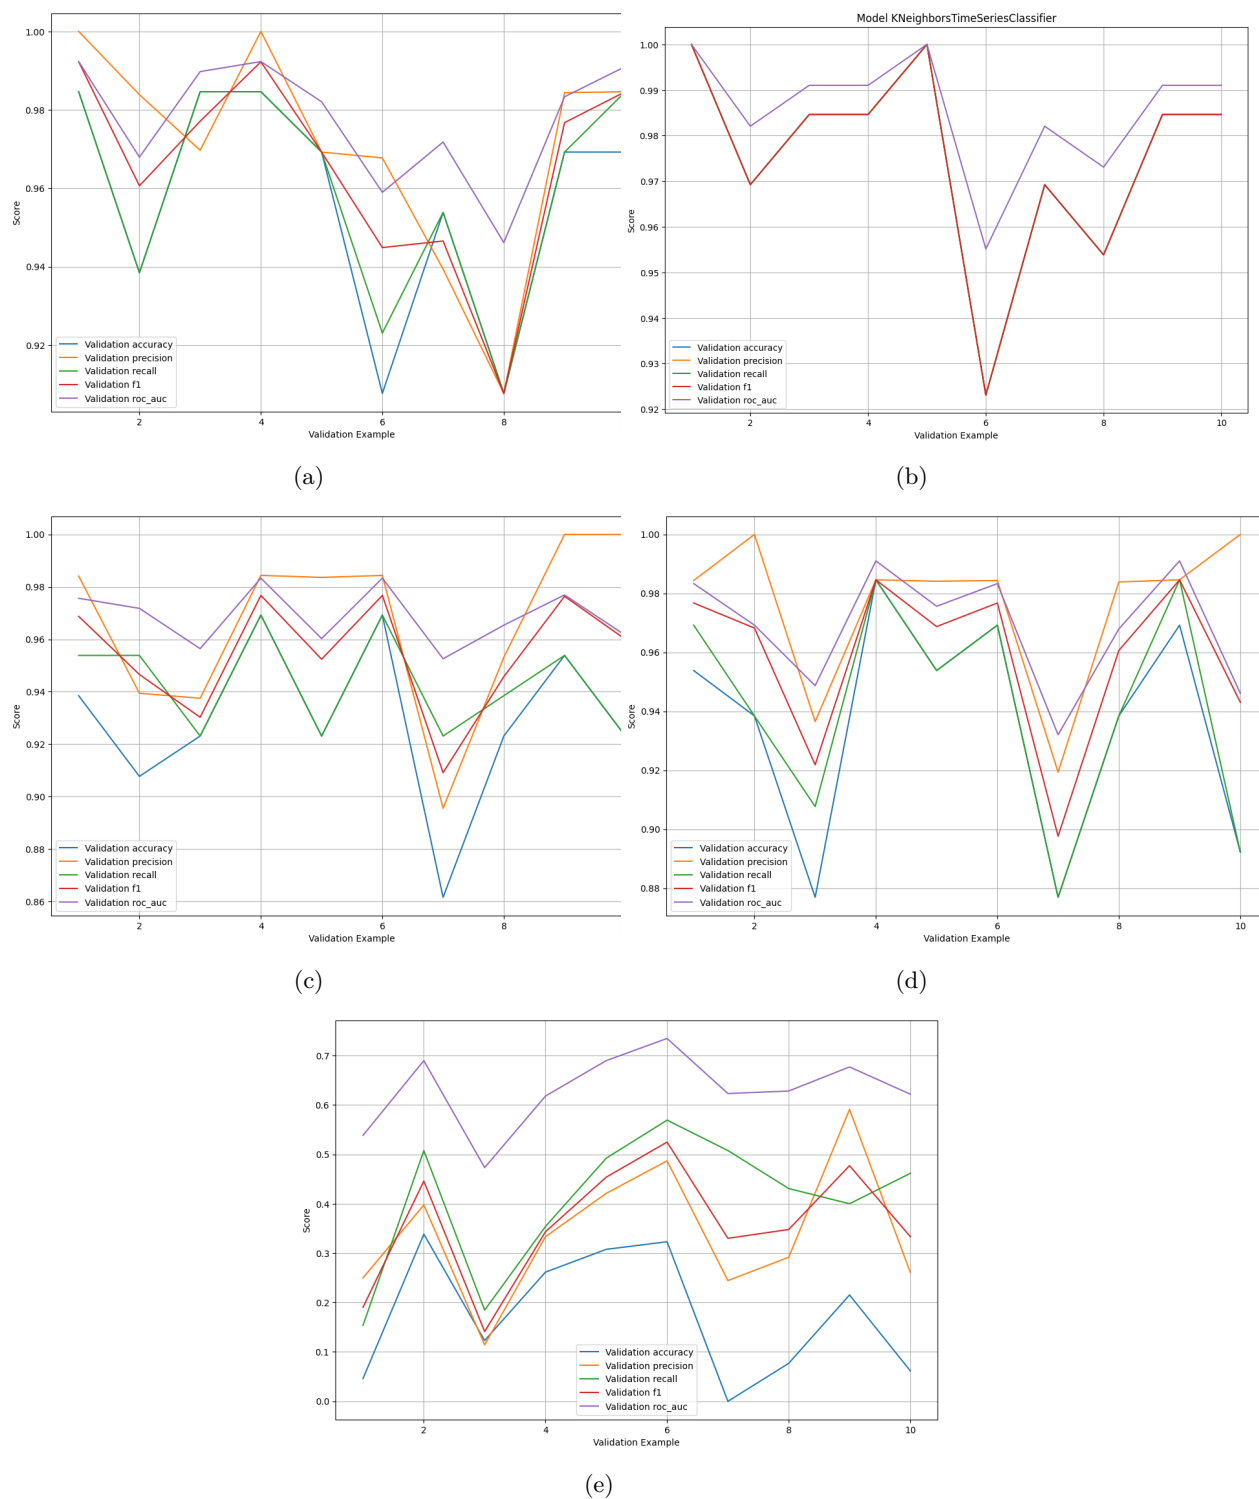 1.00
0.98
0.96
0.94
0.92
Score
2
4
6
8
Validation Example
Validation accuracy
Validation precision
Validation recall
Validation f1
Validation roc_auc
(a)
Model KNeighborsTimeSeriesClassifier
1.00
0.99
0.98
0.97
0.96
0.95
0.94
0.93
0.92
Score
2
4
6
8
10
Validation Example
Validation accuracy
Validation precision
Validation recall
Validation f1
Validation roc_auc
(b)
1.00
0.98
0.96
0.94
0.92
0.90
0.88
0.86
Score
2
4
6
8
Validation Example
Validation accuracy
Validation precision
Validation recall
Validation f1
Validation roc_auc
(c)
1.00
0.98
0.96
0.94
0.92
0.90
0.88
Score
2
4
6
8
10
Validation Example
Validation accuracy
Validation precision
Validation recall
Validation f1
Validation roc_auc
(d)
0.7
0.6
0.5
0.4
0.3
0.2
0.1
0.0
Score
2
4
6
8
10
Validation Example
Validation accuracy
Validation precision
Validation recall
Validation f1
Validation roc_auc
(e)